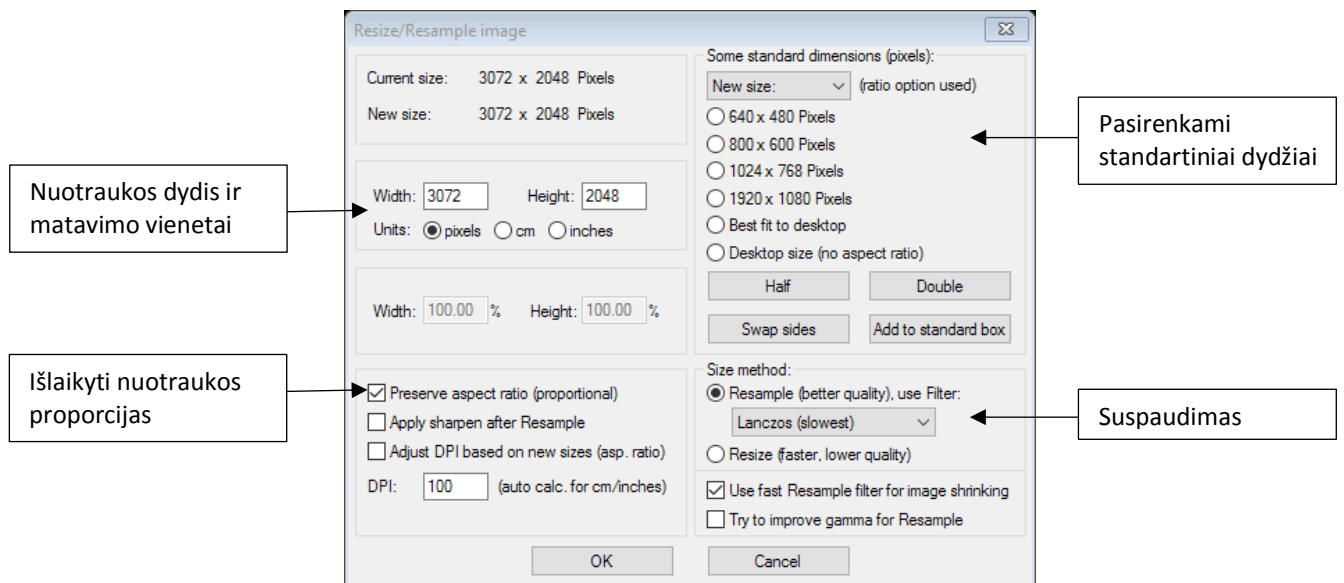 Resize/Resample image
Current size: 3072 x 2048 Pixels
New size: 3072 x 2048 Pixels
Width: 3072 Height: 2048
Units: pixels cm inches
Width: 100.00 % Height: 100.00 %
Preserve aspect ratio (proportional)
Apply sharpen after Resample
Adjust DPI based on new sizes (asp. ratio)
DPI: 100 (auto calc. for cm/inches)
Some standard dimensions (pixels):
New size: (ratio option used)
640 x 480 Pixels
800 x 600 Pixels
1024 x 768 Pixels
1920 x 1080 Pixels
Best fit to desktop
Desktop size (no aspect ratio)
Half Double
Swap sides Add to standard box
Size method:
Resample (better quality), use Filter:
Lanczos (slowest)
Resize (faster, lower quality)
Use fast Resample filter for image shrinking
Try to improve gamma for Resample
OK Cancel
Nuotraukos dydis ir
matavimo vienetai
Išlaikyti nuotraukos
proporcijas
Pasirenkami
standartiniai dydžiai
Suspaudimas